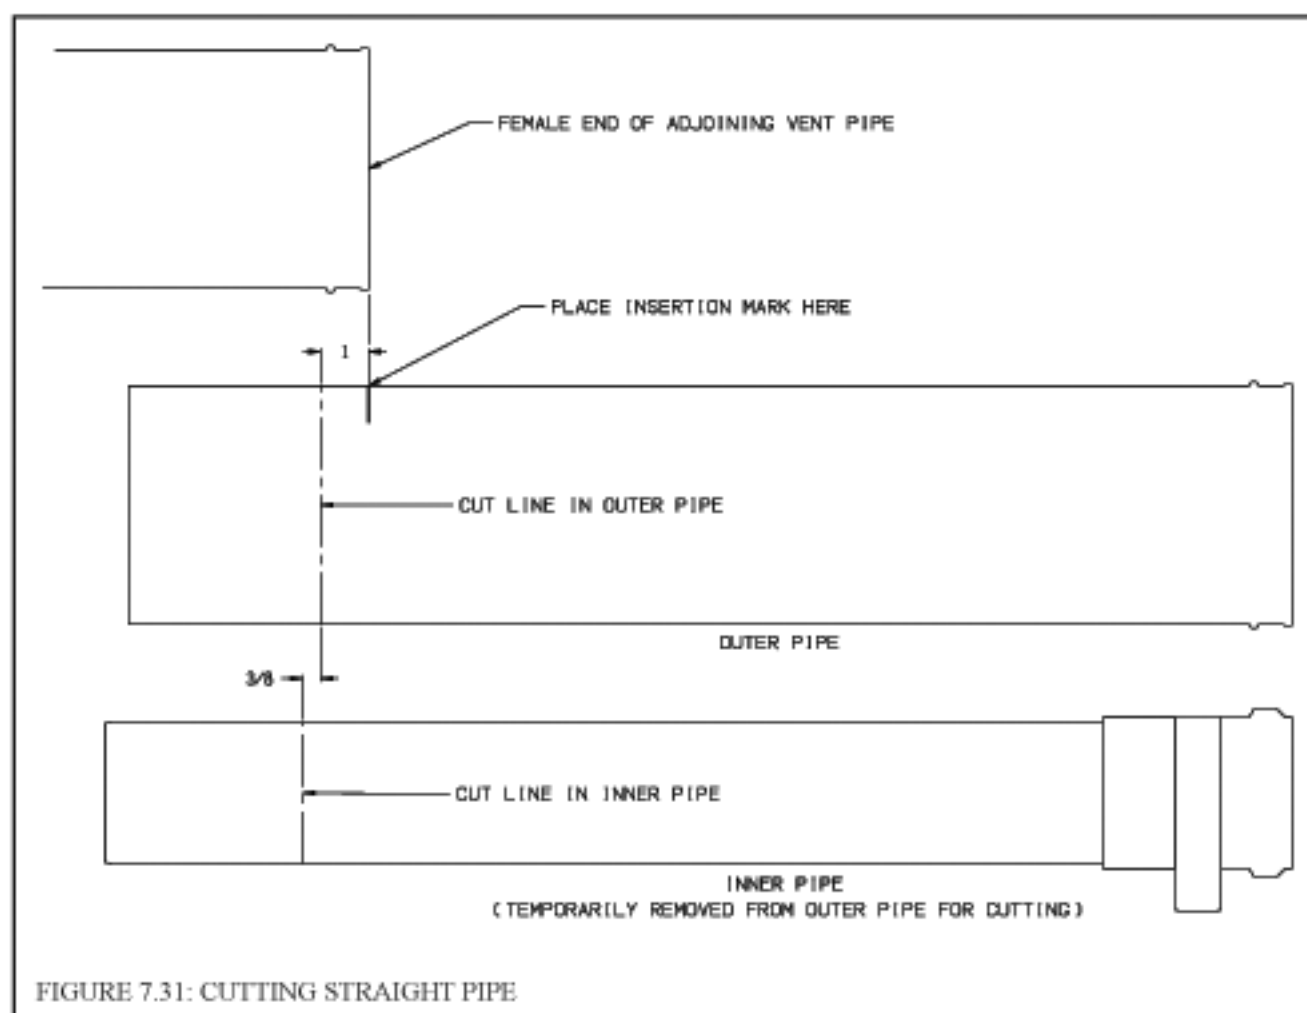 FEMALE END OF ADJOINING VENT PIPE
PLACE INSERTION MARK HERE
1
CUT LINE IN OUTER PIPE
OUTER PIPE
3/8
CUT LINE IN INNER PIPE
INNER PIPE
(TEMPORARILY REMOVED FROM OUTER PIPE FOR CUTTING)
FIGURE 7.31: CUTTING STRAIGHT PIPE